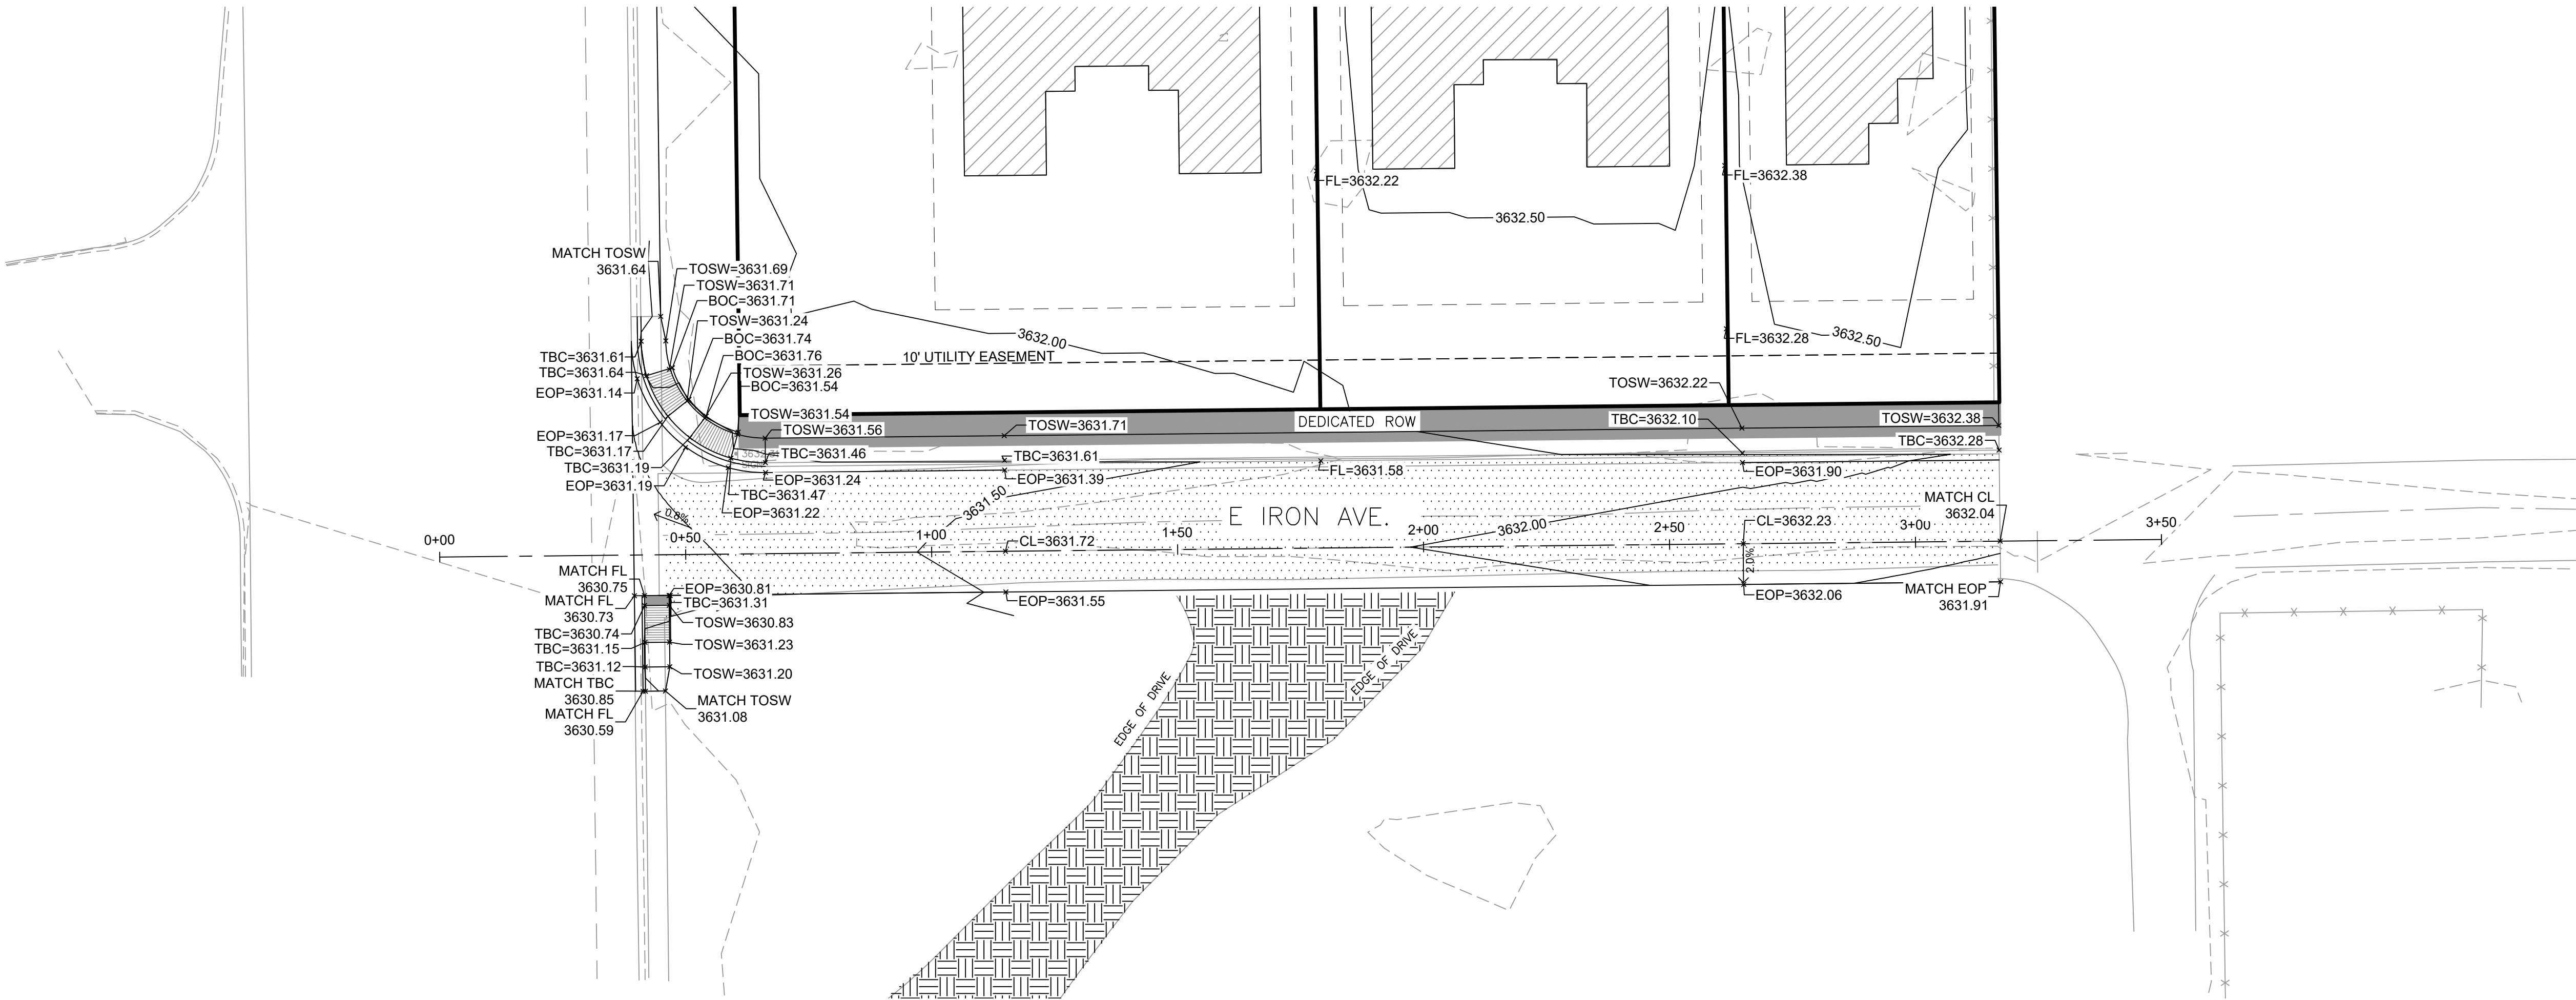 FL=3632.22
FL=3632.38
3632.50
MATCH TOSW
3631.64
TOSW=3631.69
TOSW=3631.71
BOC=3631.71
TOSW=3631.24
BOC=3631.74
BOC=3631.76
TOSW=3631.26
BOC=3631.54
TBC=3631.61
TBC=3631.64
EOP=3631.14
3632.00
10' UTILITY EASEMENT
FL=3632.28
3632.50
TOSW=3632.22
TOSW=3631.54
TOSW=3631.56
TOSW=3631.71
DEDICATED ROW
TBC=3632.10
TOSW=3632.38
EOP=3631.17
TBC=3631.17
TBC=3631.19
EOP=3631.19
TBC=3631.46
TBC=3631.61
TBC=3632.28
EOP=3631.24
EOP=3631.39
FL=3631.58
EOP=3631.90
TBC=3631.47
EOP=3631.22
3631.50
E IRON AVE.
3632.00
MATCH CL
3632.04
0.8%
CL=3632.23
0+00
0+50
1+00
1+50
2+00
2+50
3+00
3+50
CL=3631.72
2.0%
MATCH FL
3630.75
MATCH FL
3630.73
EOP=3630.81
TBC=3631.31
TOSW=3630.83
EOP=3631.55
EOP=3632.06
MATCH EOP
3631.91
TBC=3630.74
TBC=3631.15
TOSW=3631.23
TBC=3631.12
TOSW=3631.20
MATCH TBC
3630.85
MATCH TOSW
3631.08
MATCH FL
3630.59
EDGE OF DRIVE
EDGE OF DRIVE